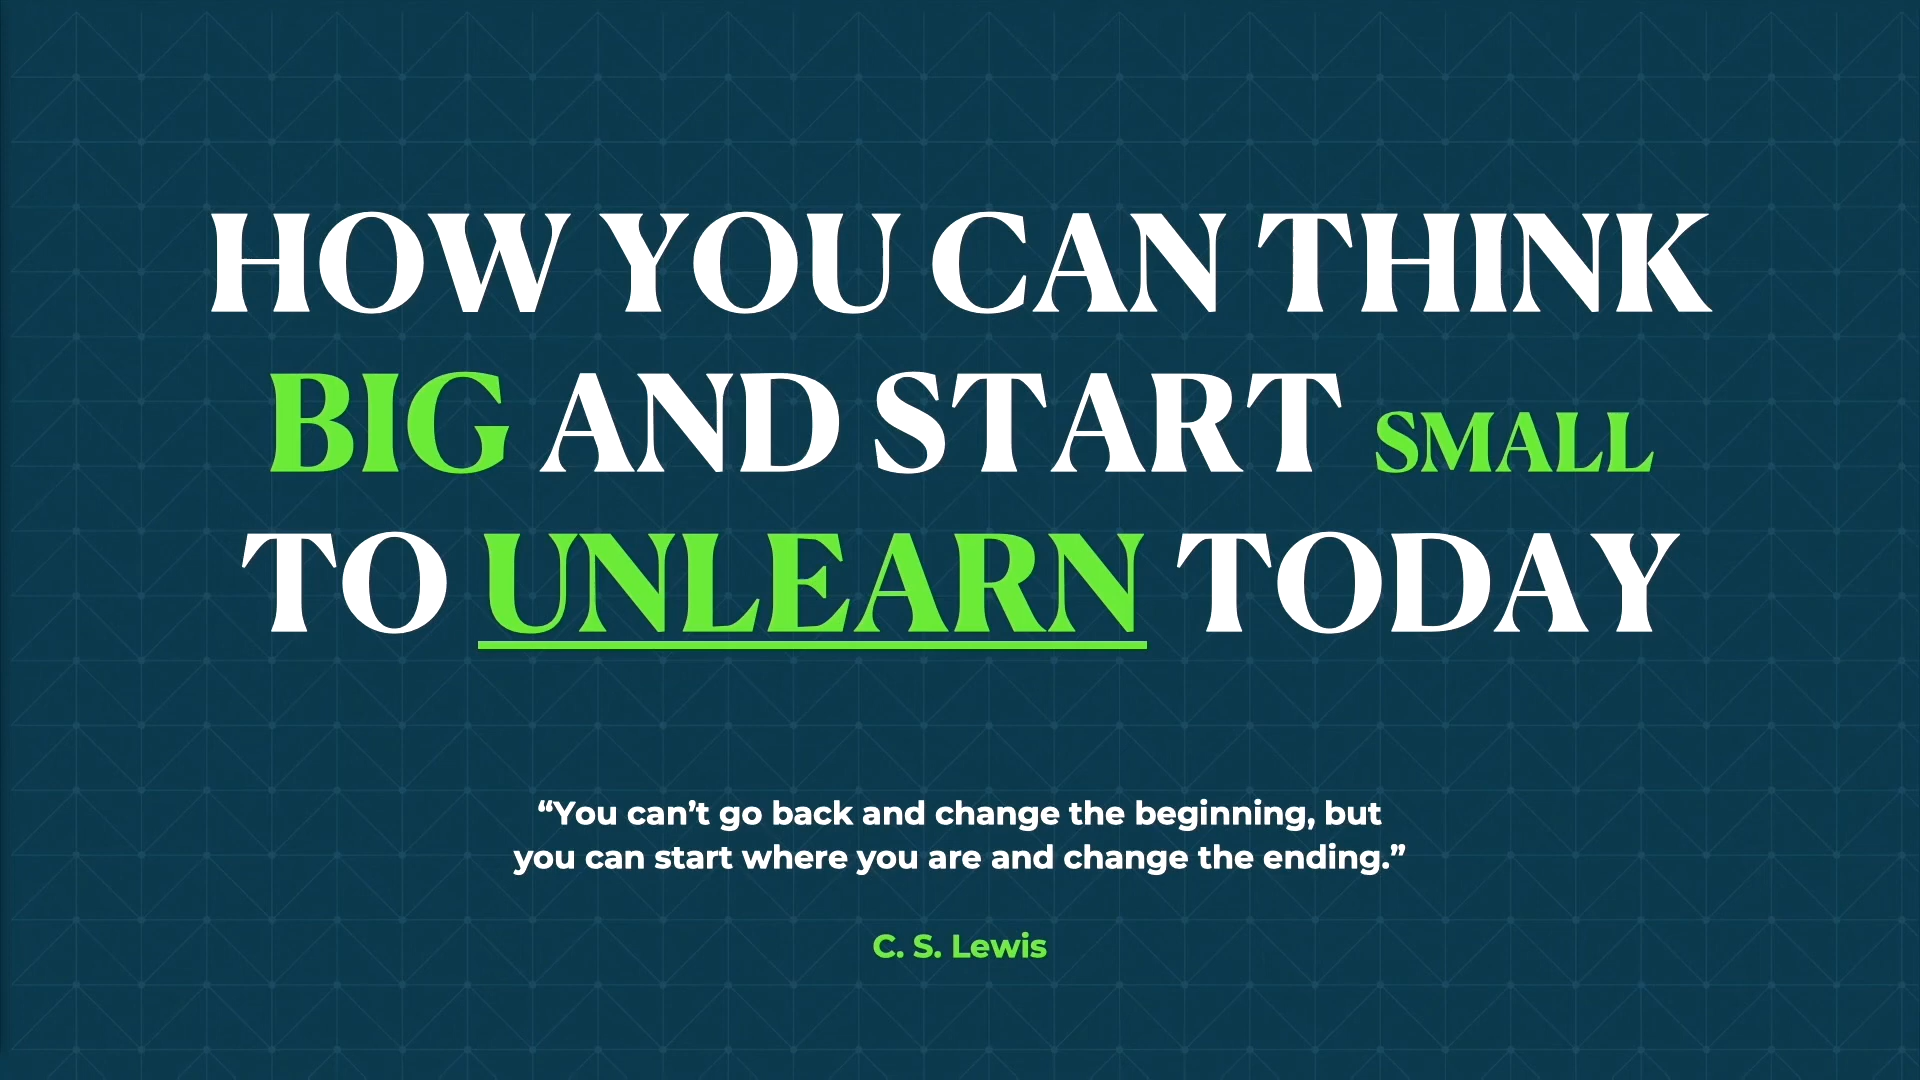 HOW YOU CAN THINK
BIG AND START SMALL
TO UNLEARN TODAY
“You can’t go back and change the beginning, but
you can start where you are and change the ending.”
C. S. Lewis